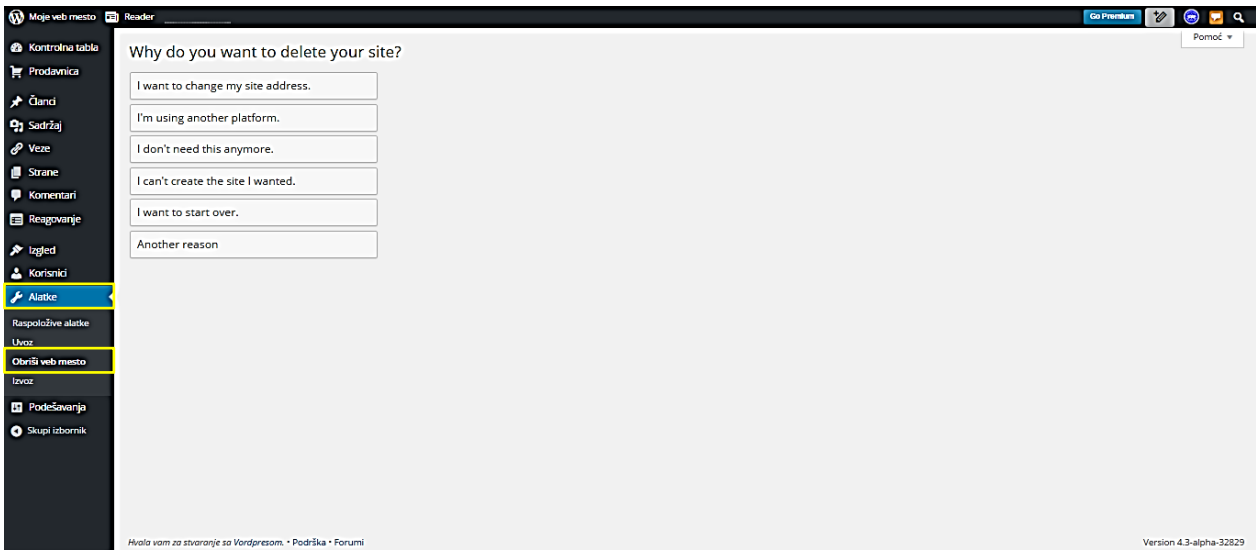 Moje veb mesto Reader Go Premium
Pomoć
Kontrolna tabla
Prodavnica
Članci
Sadržaj
Veze
Strane
Komentari
Reagovanje
Izgled
Korisnici
Alatke
Raspoložive alatke
Uvoz
Obriši veb mesto
Izvoz
Podešavanja
Skupi izbornik
Why do you want to delete your site?
I want to change my site address.
I'm using another platform.
I don't need this anymore.
I can't create the site I wanted.
I want to start over.
Another reason
Hvala vam za stvaranje sa Vordpresom. • Podrška • Forumi
Version 4.3-alpha-32829